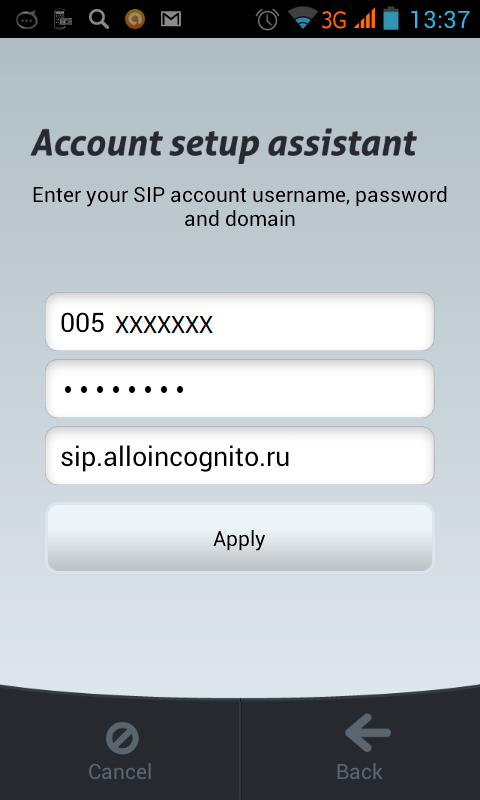 3G 13:37
Account setup assistant
Enter your SIP account username, password
and domain
005 XXXXXXX
••••••••
sip.alloincognito.ru
Apply
Cancel Back